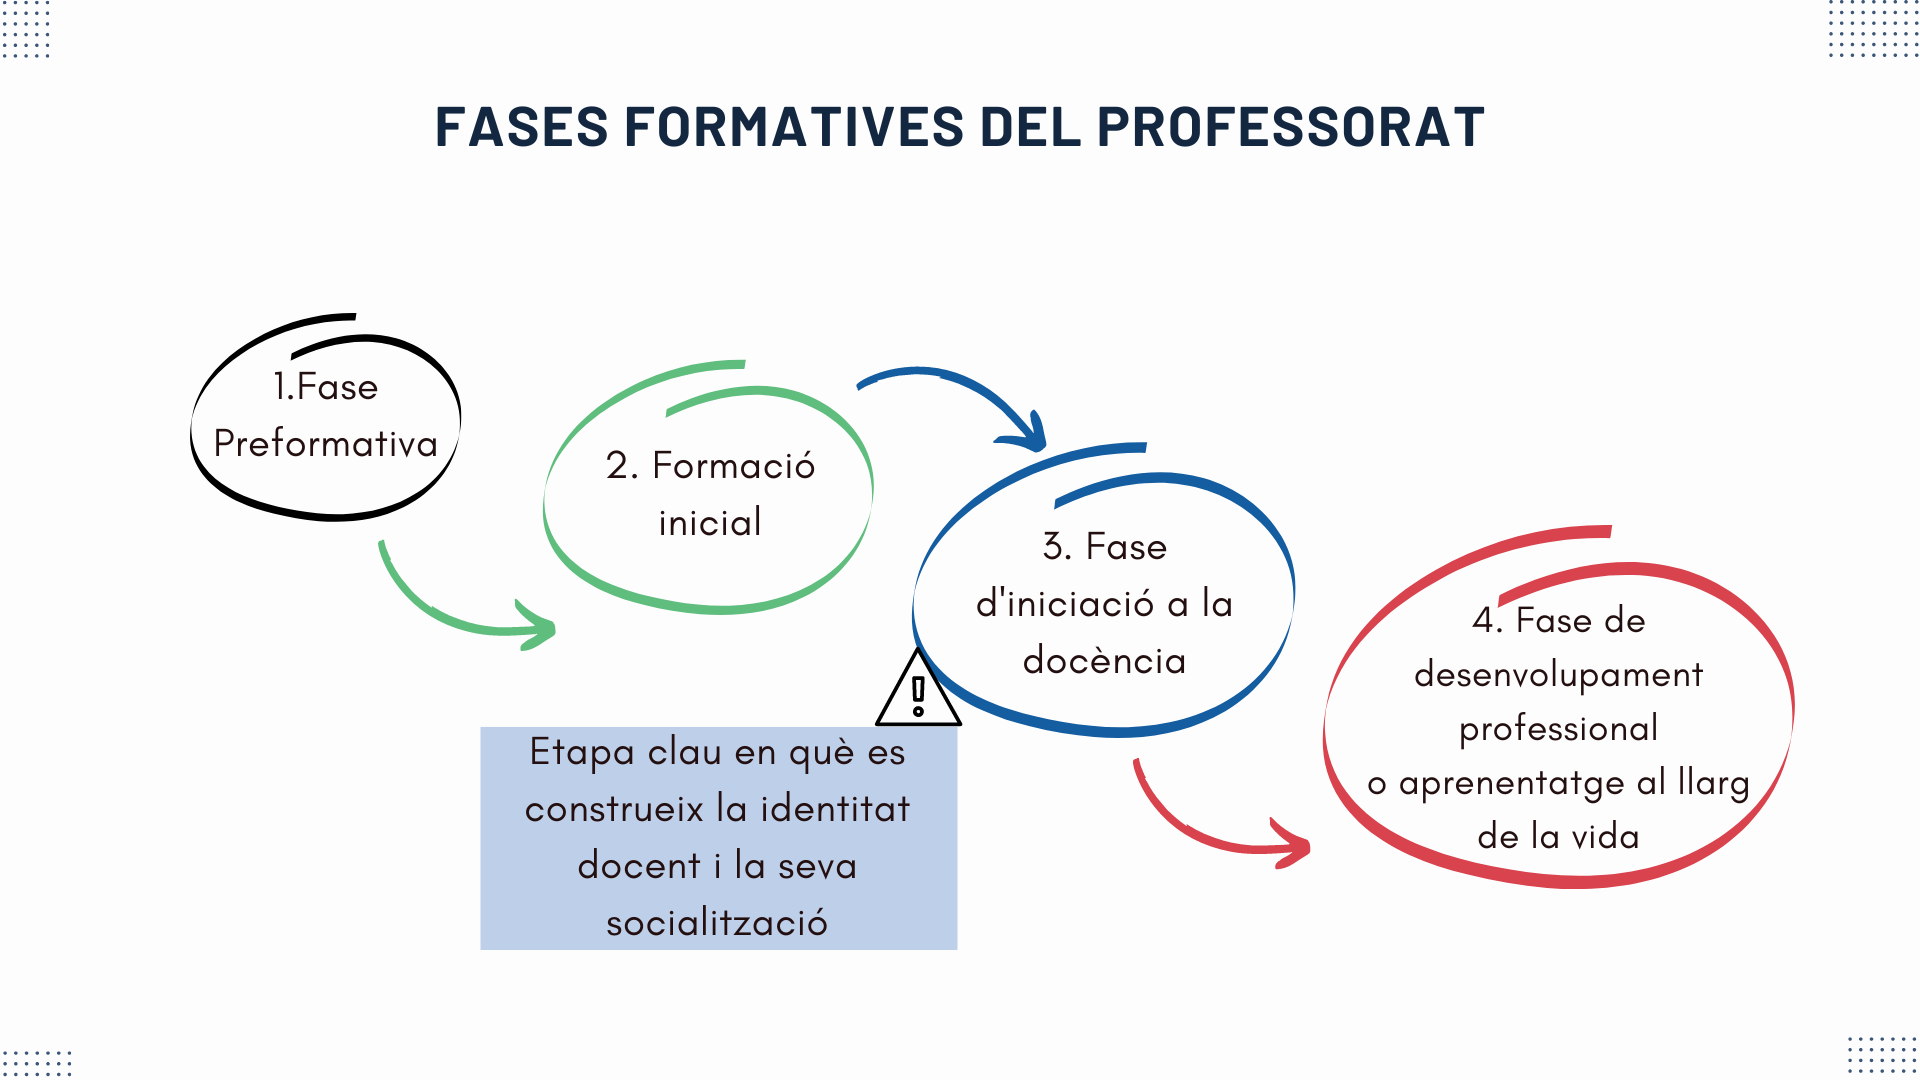 FASES FORMATIVES DEL PROFESSORAT
1.Fase
Preformativa
2. Formació
inicial
3. Fase
d'iniciació a la
docència
4. Fase de
desenvolupament
professional
o aprenentatge al llarg
de la vida
Etapa clau en què es
construeix la identitat
docent i la seva
socialització